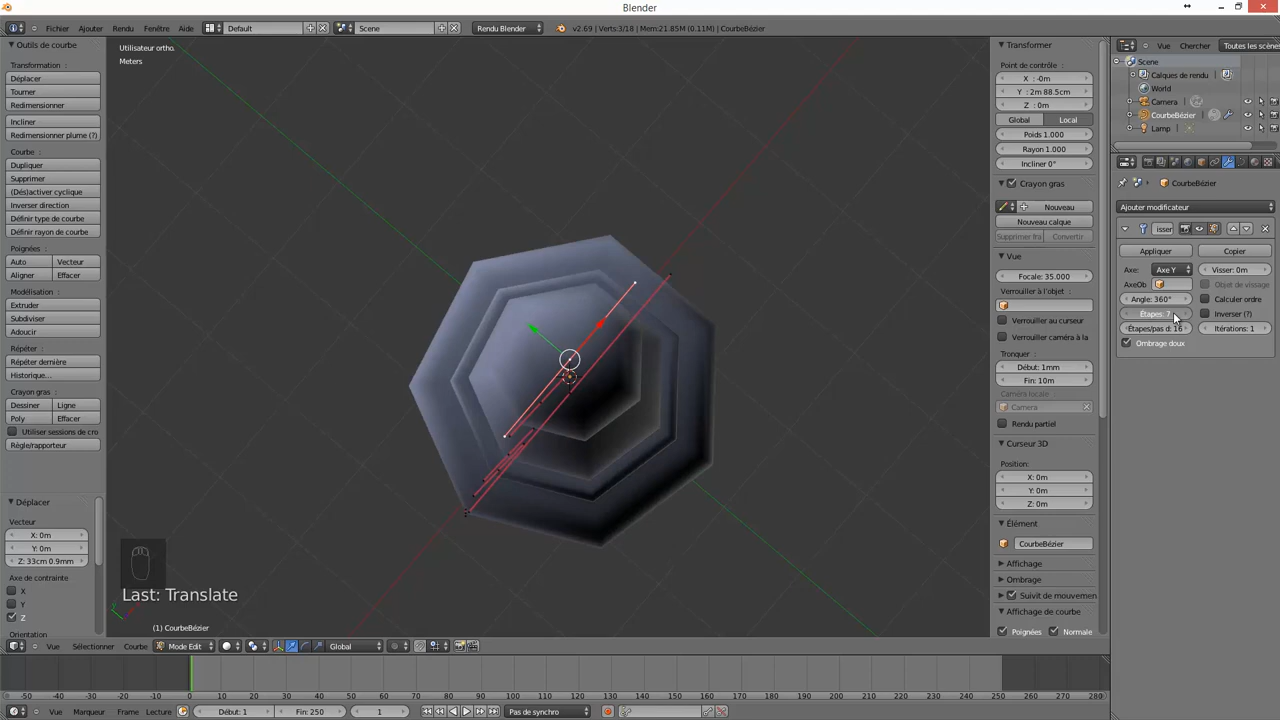 Blender
Fichier Ajouter Rendu Fenêtre Aide Default Scene Rendu Blender v2.69 | Verts:3/18 | Mem:21.85M (0.11M) | CourbeBézier
Outils de courbe
Transformation :
Déplacer
Tourner
Redimensionner
Incliner
Redimensionner plume (?)
Courbe:
Dupliquer
Supprimer
(Dés)activer cyclique
Inverser direction
Définir type de courbe
Définir rayon de courbe
Poignées:
Auto Vecteur
Aligner Effacer
Modélisation:
Extruder
Subdiviser
Adoucir
Répéter:
Répéter dernière
Historique...
Crayon gras:
Dessiner Ligne
Poly Effacer
Utiliser sessions de cro
Règle/rapporteur
Déplacer
Vecteur
X: 0m
Y: 0m
Z: 33cm 0.9mm
Axe de contrainte
X
Y
Z
Orientation
Utilisateur ortho.
Meters
Last: Translate
(1) CourbeBézier
Transformer
Point de contrôle
X : -0m
Y : 2m 88.5cm
Z : 0m
Global Local
Poids 1.000
Rayon 1.000
Incliner 0°
Crayon gras
Nouveau
Nouveau calque
Supprimer fra Convertir
Vue
Focale: 35.000
Verrouiller à l'objet:
Verrouiller au curseur
Verrouiller caméra à la
Tronquer
Début: 1mm
Fin: 10m
Caméra locale:
Camera
Rendu partiel
Curseur 3D
Position:
X: 0m
Y: 0m
Z: 0m
Élément
CourbeBézier
Affichage
Ombrage
Suivit de mouvemen
Affichage de courbe
Poignées Normale
Vue Chercher Toutes les scène
Scene
Calques de rendu
World
Camera
CourbeBézier
Lamp
CourbeBézier
Ajouter modificateur
isser
Appliquer Copier
Axe: Axe Y Visser: 0m
AxeOb Objet de vissage
Angle: 360° Calculer ordre
Étapes: 7 Inverser (?)
Étapes/pas d: 16 Itérations: 1
Ombrage doux
Vue Sélectionner Courbe Mode Edit Global
-50 -40 -30 -20 -10 0 10 20 30 40 50 60 70 80 90 100 110 120 130 140 150 160 170 180 190 200 210 220 230 240 250 260 270 280
Vue Marqueur Frame Lecture Début: 1 Fin: 250 1 Pas de synchro